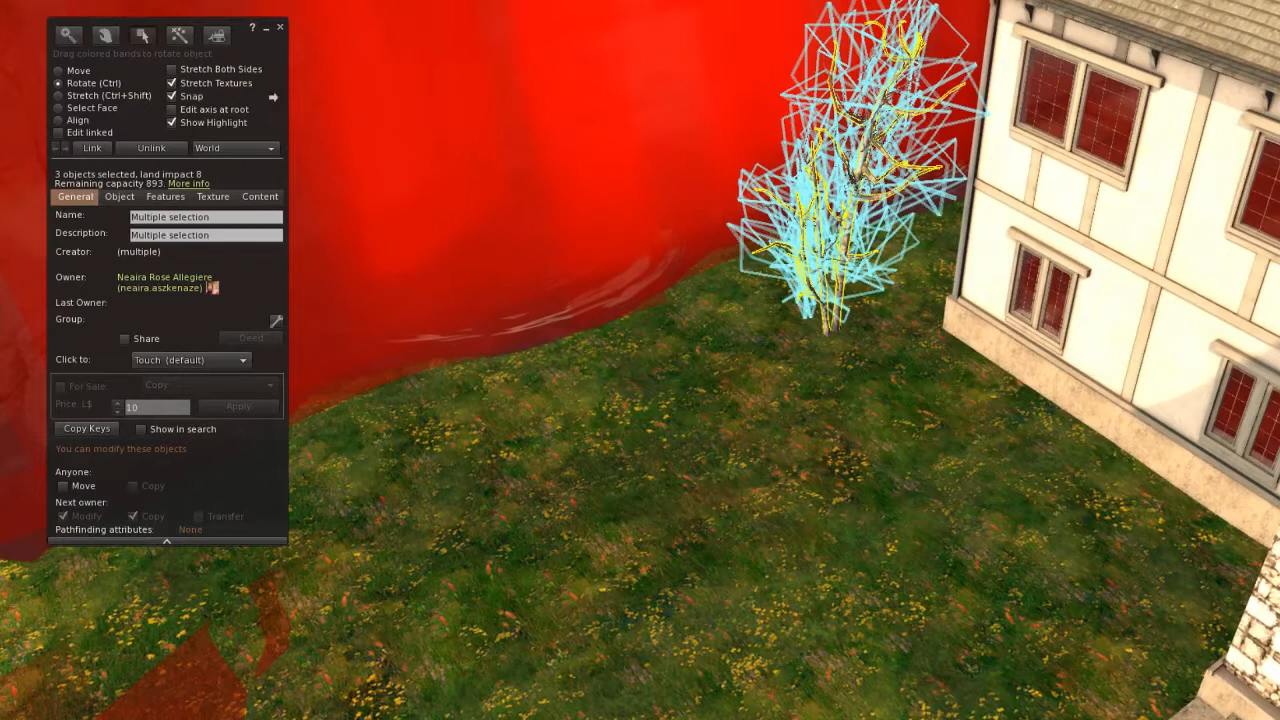 ? _ ×
Drag colored bands to rotate object
Move
Stretch Both Sides
Rotate (Ctrl)
Stretch Textures
Stretch (Ctrl+Shift)
Snap
Select Face
Edit axis at root
Align
Show Highlight
Edit linked
Link Unlink World
3 objects selected, land impact 8
Remaining capacity 893. More info
General Object Features Texture Content
Name: Multiple selection
Description: Multiple selection
Creator: (multiple)
Owner: Neaira Rose Allegiere
(neaira.aszkenaze)
Last Owner:
Group:
Share Deed
Click to: Touch (default)
For Sale: Copy
Price: L$ 10 Apply
Copy Keys Show in search
You can modify these objects
Anyone:
Move Copy
Next owner:
Modify Copy Transfer
Pathfinding attributes: None